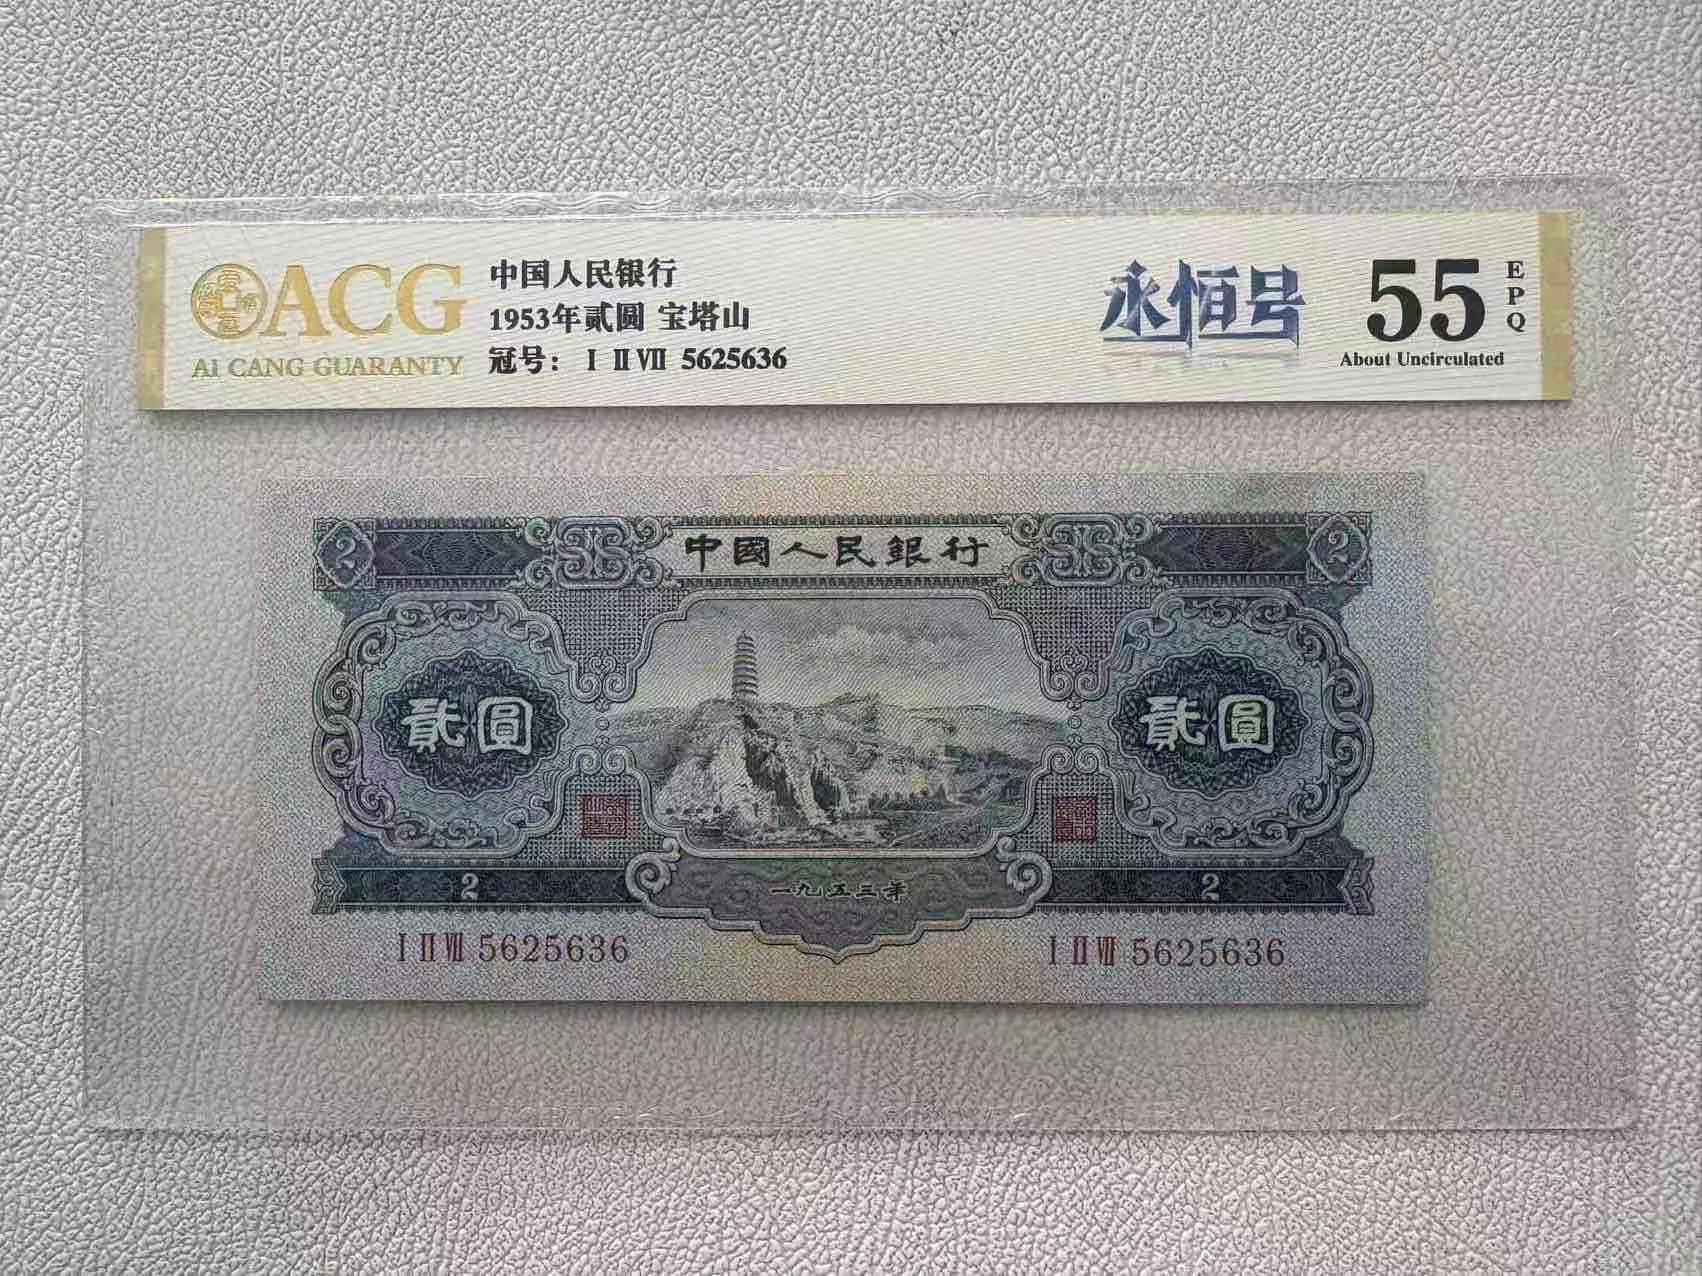 ACG
AI CANG GUARANTY
中国人民银行
1953年贰圆 宝塔山
冠号： Ⅰ Ⅱ Ⅶ 5625636
永恒号
55
EPQ
About Uncirculated
2 中國人民銀行 2
貳圓 貳圓
2 一九五三年 2
Ⅰ Ⅱ Ⅶ 5625636 Ⅰ Ⅱ Ⅶ 5625636